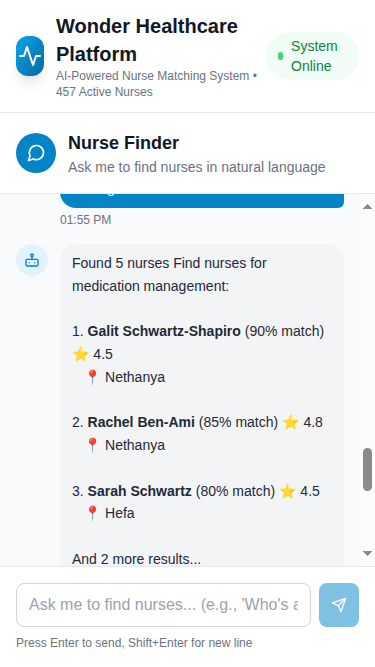 Wonder Healthcare
Platform
AI-Powered Nurse Matching System •
457 Active Nurses
System
Online
Nurse Finder
Ask me to find nurses in natural language
01:55 PM
Found 5 nurses Find nurses for
medication management:
1. Galit Schwartz-Shapiro (90% match)
⭐ 4.5
📍 Nethanya
2. Rachel Ben-Ami (85% match) ⭐ 4.8
📍 Nethanya
3. Sarah Schwartz (80% match) ⭐ 4.5
📍 Hefa
And 2 more results...
Ask me to find nurses... (e.g., 'Who's a
Press Enter to send, Shift+Enter for new line